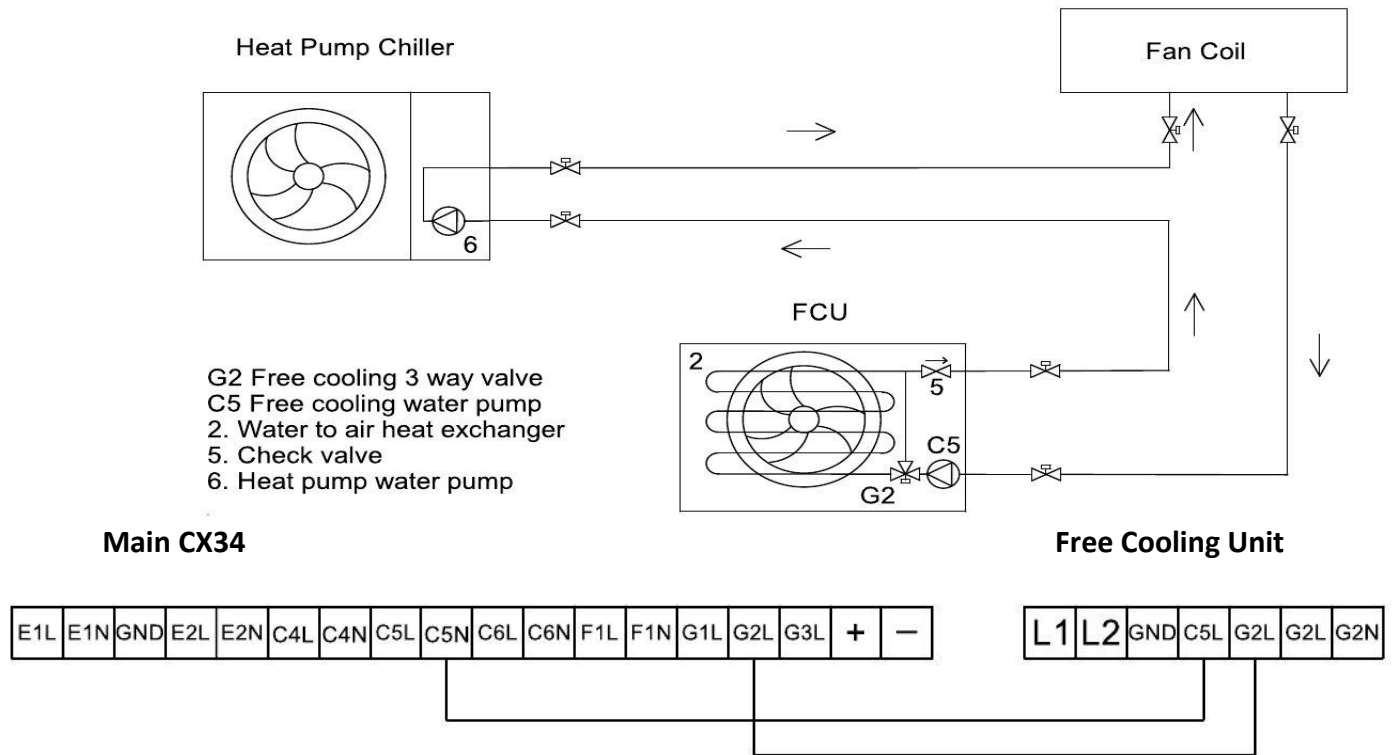 Heat Pump Chiller
Fan Coil
6
FCU
2
5
C5
G2
G2 Free cooling 3 way valve
C5 Free cooling water pump
2. Water to air heat exchanger
5. Check valve
6. Heat pump water pump
Main CX34
Free Cooling Unit
E1L E1N GND E2L E2N C4L C4N C5L C5N C6L C6N F1L F1N G1L G2L G3L + −
L1 L2 GND C5L G2L G2L G2N